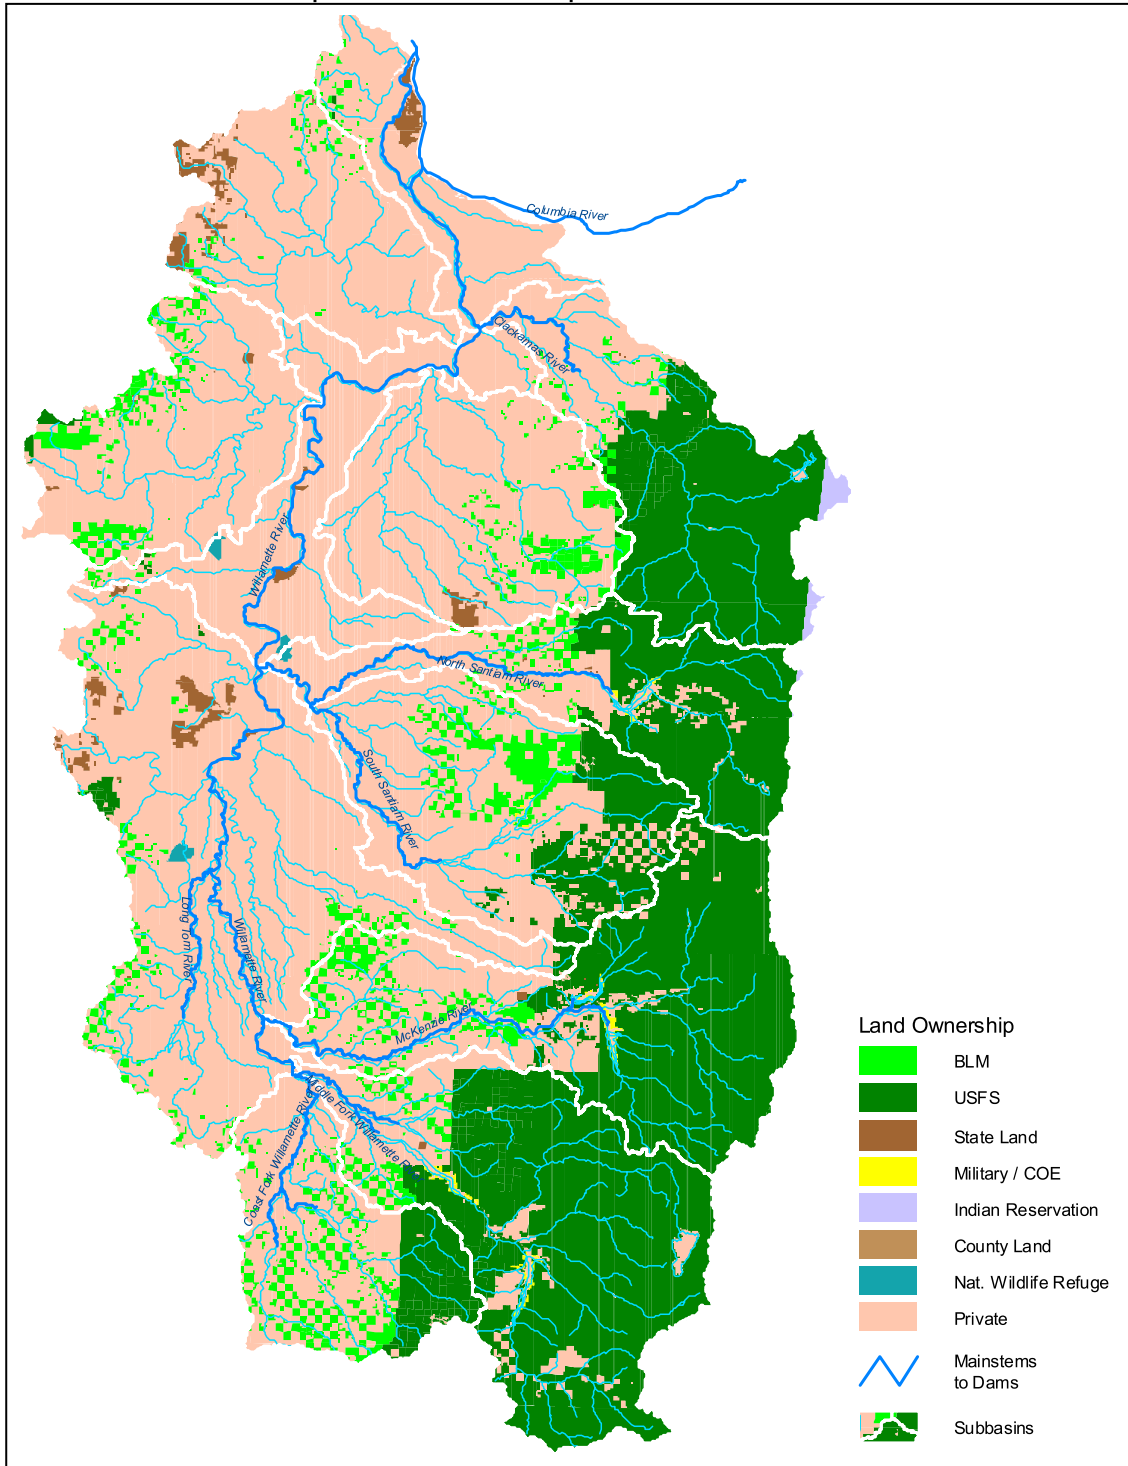 Columbia River
Clackamas River
Willamette River
North Santiam River
South Santiam River
Long Tom River
Willamette River
McKenzie River
Middle Fork Willamette River
Coast Fork Willamette River
Land Ownership
BLM
USFS
State Land
Military / COE
Indian Reservation
County Land
Nat. Wildlife Refuge
Private
Mainstems
to Dams
Subbasins